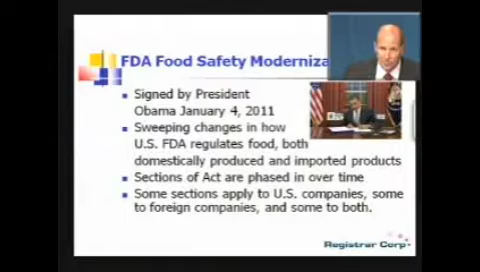 FDA Food Safety Moderniza
Signed by President
Obama January 4, 2011
Sweeping changes in how
U.S. FDA regulates food, both
domestically produced and imported products
Sections of Act are phased in over time
Some sections apply to U.S. companies, some
to foreign companies, and some to both.
Registrar Corp